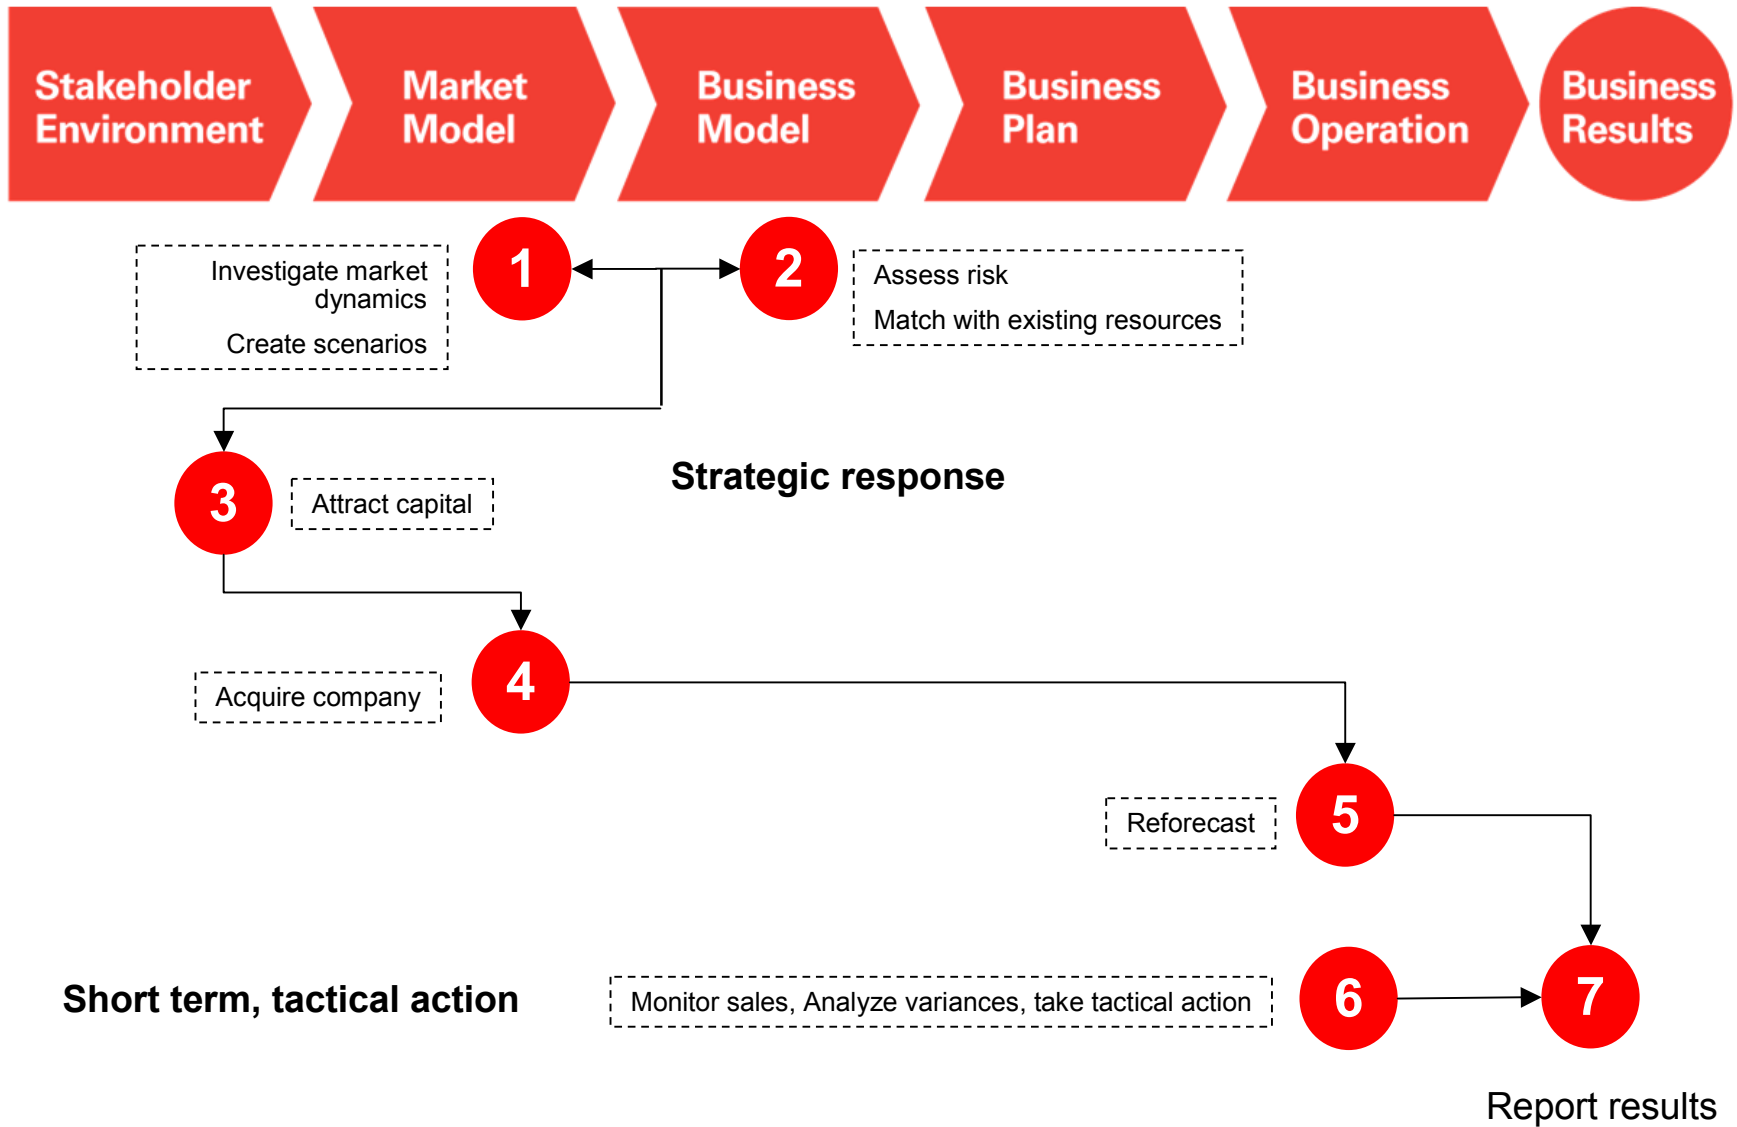 Stakeholder
Environment
Market
Model
Business
Model
Business
Plan
Business
Operation
Business
Results
1
2
Investigate market
dynamics
Create scenarios
Assess risk
Match with existing resources
3
Attract capital
Strategic response
4
Acquire company
5
Reforecast
Short term, tactical action
Monitor sales, Analyze variances, take tactical action
6
7
Report results